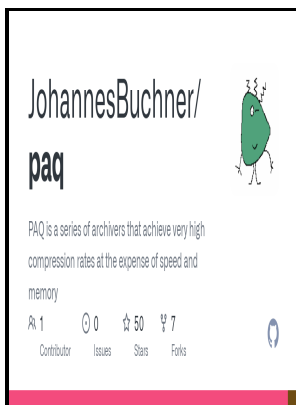 JohannesBuchner/
paq
PAQ is a series of archivers that achieve very high
compression rates at the expense of speed and
memory
1 0 50 7
Contributor Issues Stars Forks